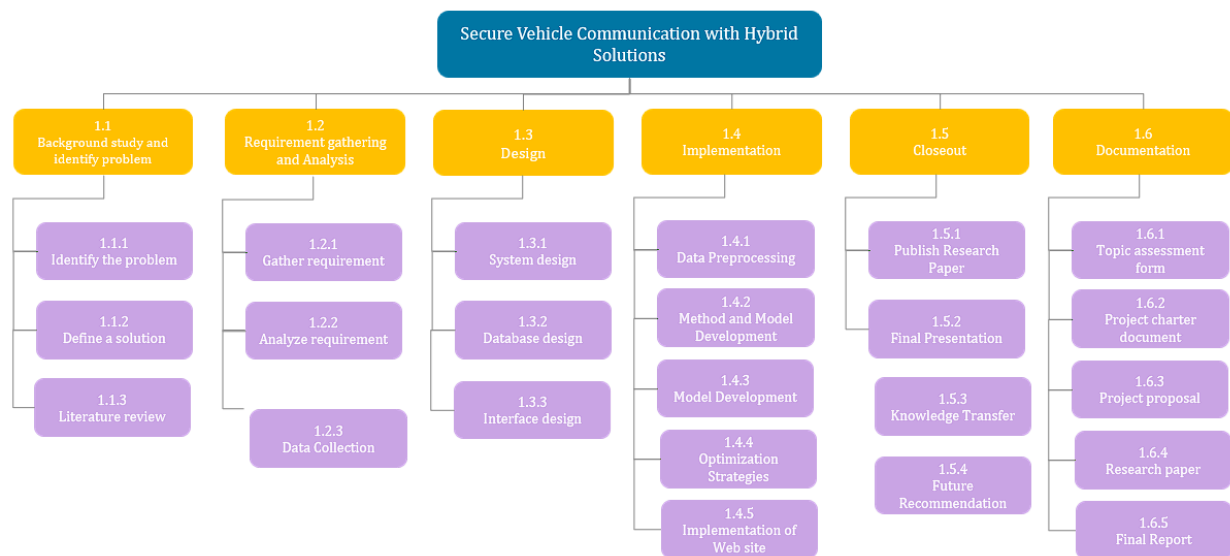 Secure Vehicle Communication with Hybrid
Solutions
1.1
Background study and
identify problem
1.1.1
Identify the problem
1.1.2
Define a solution
1.1.3
Literature review
1.2
Requirement gathering
and Analysis
1.2.1
Gather requirement
1.2.2
Analyze requirement
1.2.3
Data Collection
1.3
Design
1.3.1
System design
1.3.2
Database design
1.3.3
Interface design
1.4
Implementation
1.4.1
Data Preprocessing
1.4.2
Method and Model
Development
1.4.3
Model Development
1.4.4
Optimization
Strategies
1.4.5
Implementation of
Web site
1.5
Closeout
1.5.1
Publish Research
Paper
1.5.2
Final Presentation
1.5.3
Knowledge Transfer
1.5.4
Future
Recommendation
1.6
Documentation
1.6.1
Topic assessment
form
1.6.2
Project charter
document
1.6.3
Project proposal
1.6.4
Research paper
1.6.5
Final Report